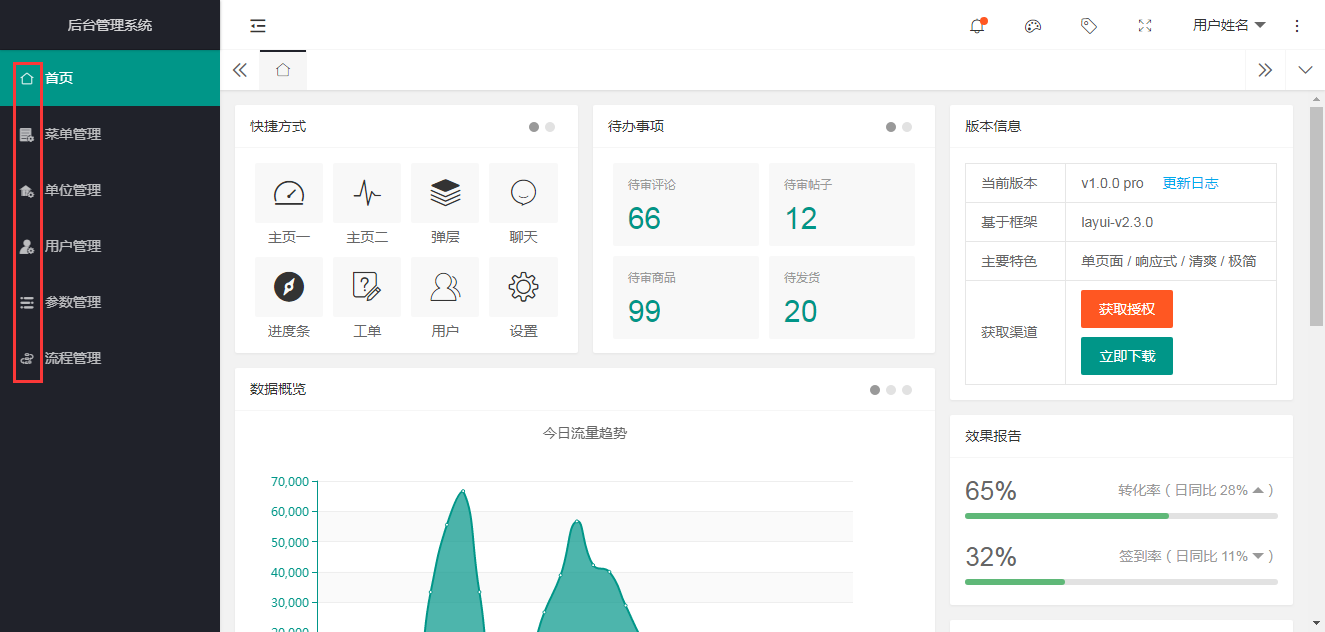 后台管理系统
用户姓名
首页
菜单管理
单位管理
用户管理
参数管理
流程管理
快捷方式
主页一
主页二
弹层
聊天
进度条
工单
用户
设置
待办事项
待审评论
66
待审帖子
12
待审商品
99
待发货
20
版本信息
当前版本 v1.0.0 pro 更新日志
基于框架 layui-v2.3.0
主要特色 单页面 / 响应式 / 清爽 / 极简
获取渠道
获取授权
立即下载
数据概览
今日流量趋势
70,000
60,000
50,000
40,000
30,000
20,000
效果报告
65% 转化率 ( 日同比 28% )
32% 签到率 ( 日同比 11% )